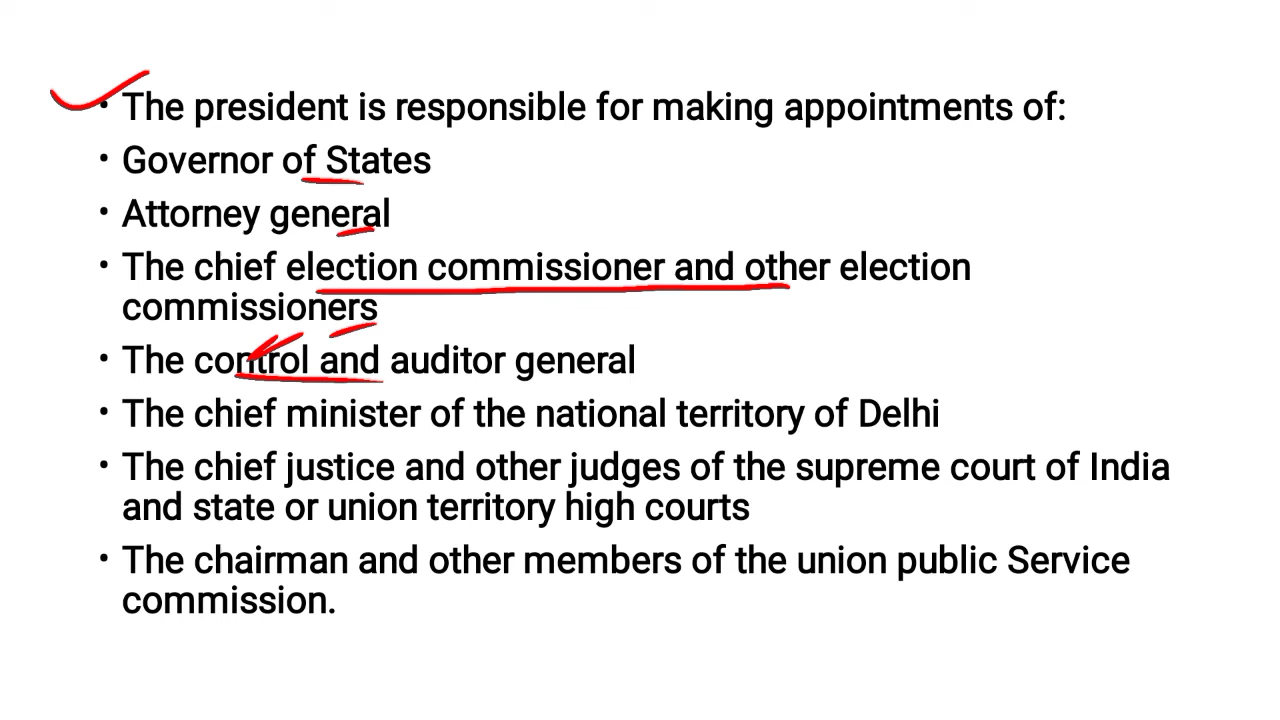 • The president is responsible for making appointments of:
• Governor of States
• Attorney general
• The chief election commissioner and other election
commissioners
• The control and auditor general
• The chief minister of the national territory of Delhi
• The chief justice and other judges of the supreme court of India
and state or union territory high courts
• The chairman and other members of the union public Service
commission.